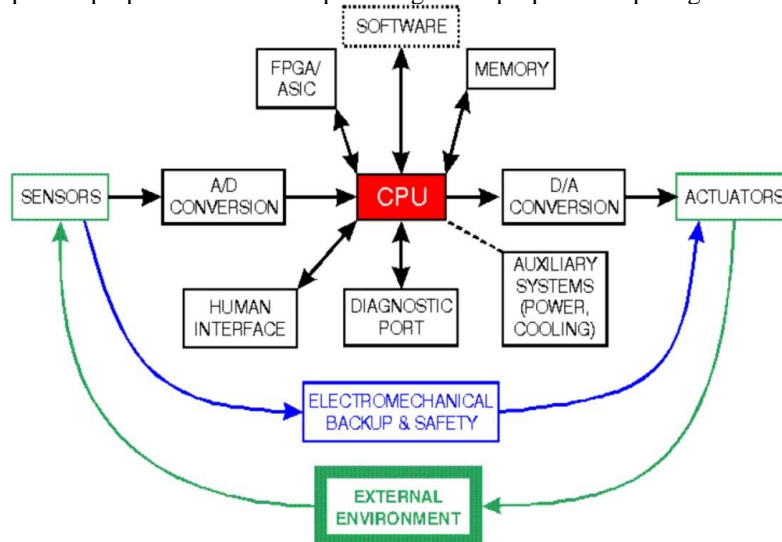 SOFTWARE
FPGA/
ASIC
MEMORY
SENSORS
A/D
CONVERSION
CPU
D/A
CONVERSION
ACTUATORS
HUMAN
INTERFACE
DIAGNOSTIC
PORT
AUXILIARY
SYSTEMS
(POWER,
COOLING)
ELECTROMECHANICAL
BACKUP & SAFETY
EXTERNAL
ENVIRONMENT